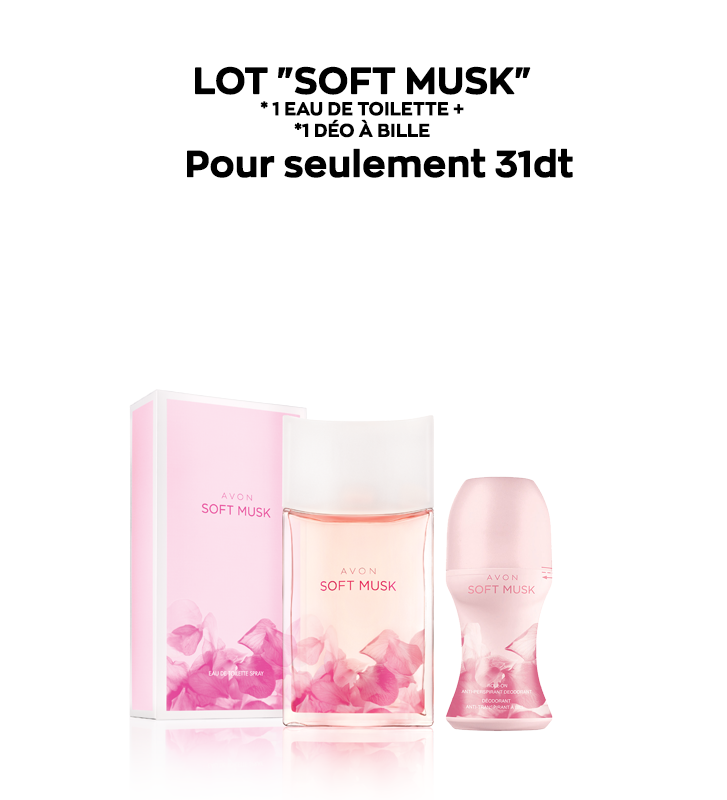 LOT "SOFT MUSK"
* 1 EAU DE TOILETTE +
*1 DÉO À BILLE
Pour seulement 31dt
AVON
SOFT MUSK
EAU DE TOILETTE SPRAY
AVON
SOFT MUSK
AVON
SOFT MUSK
DÉODORANT